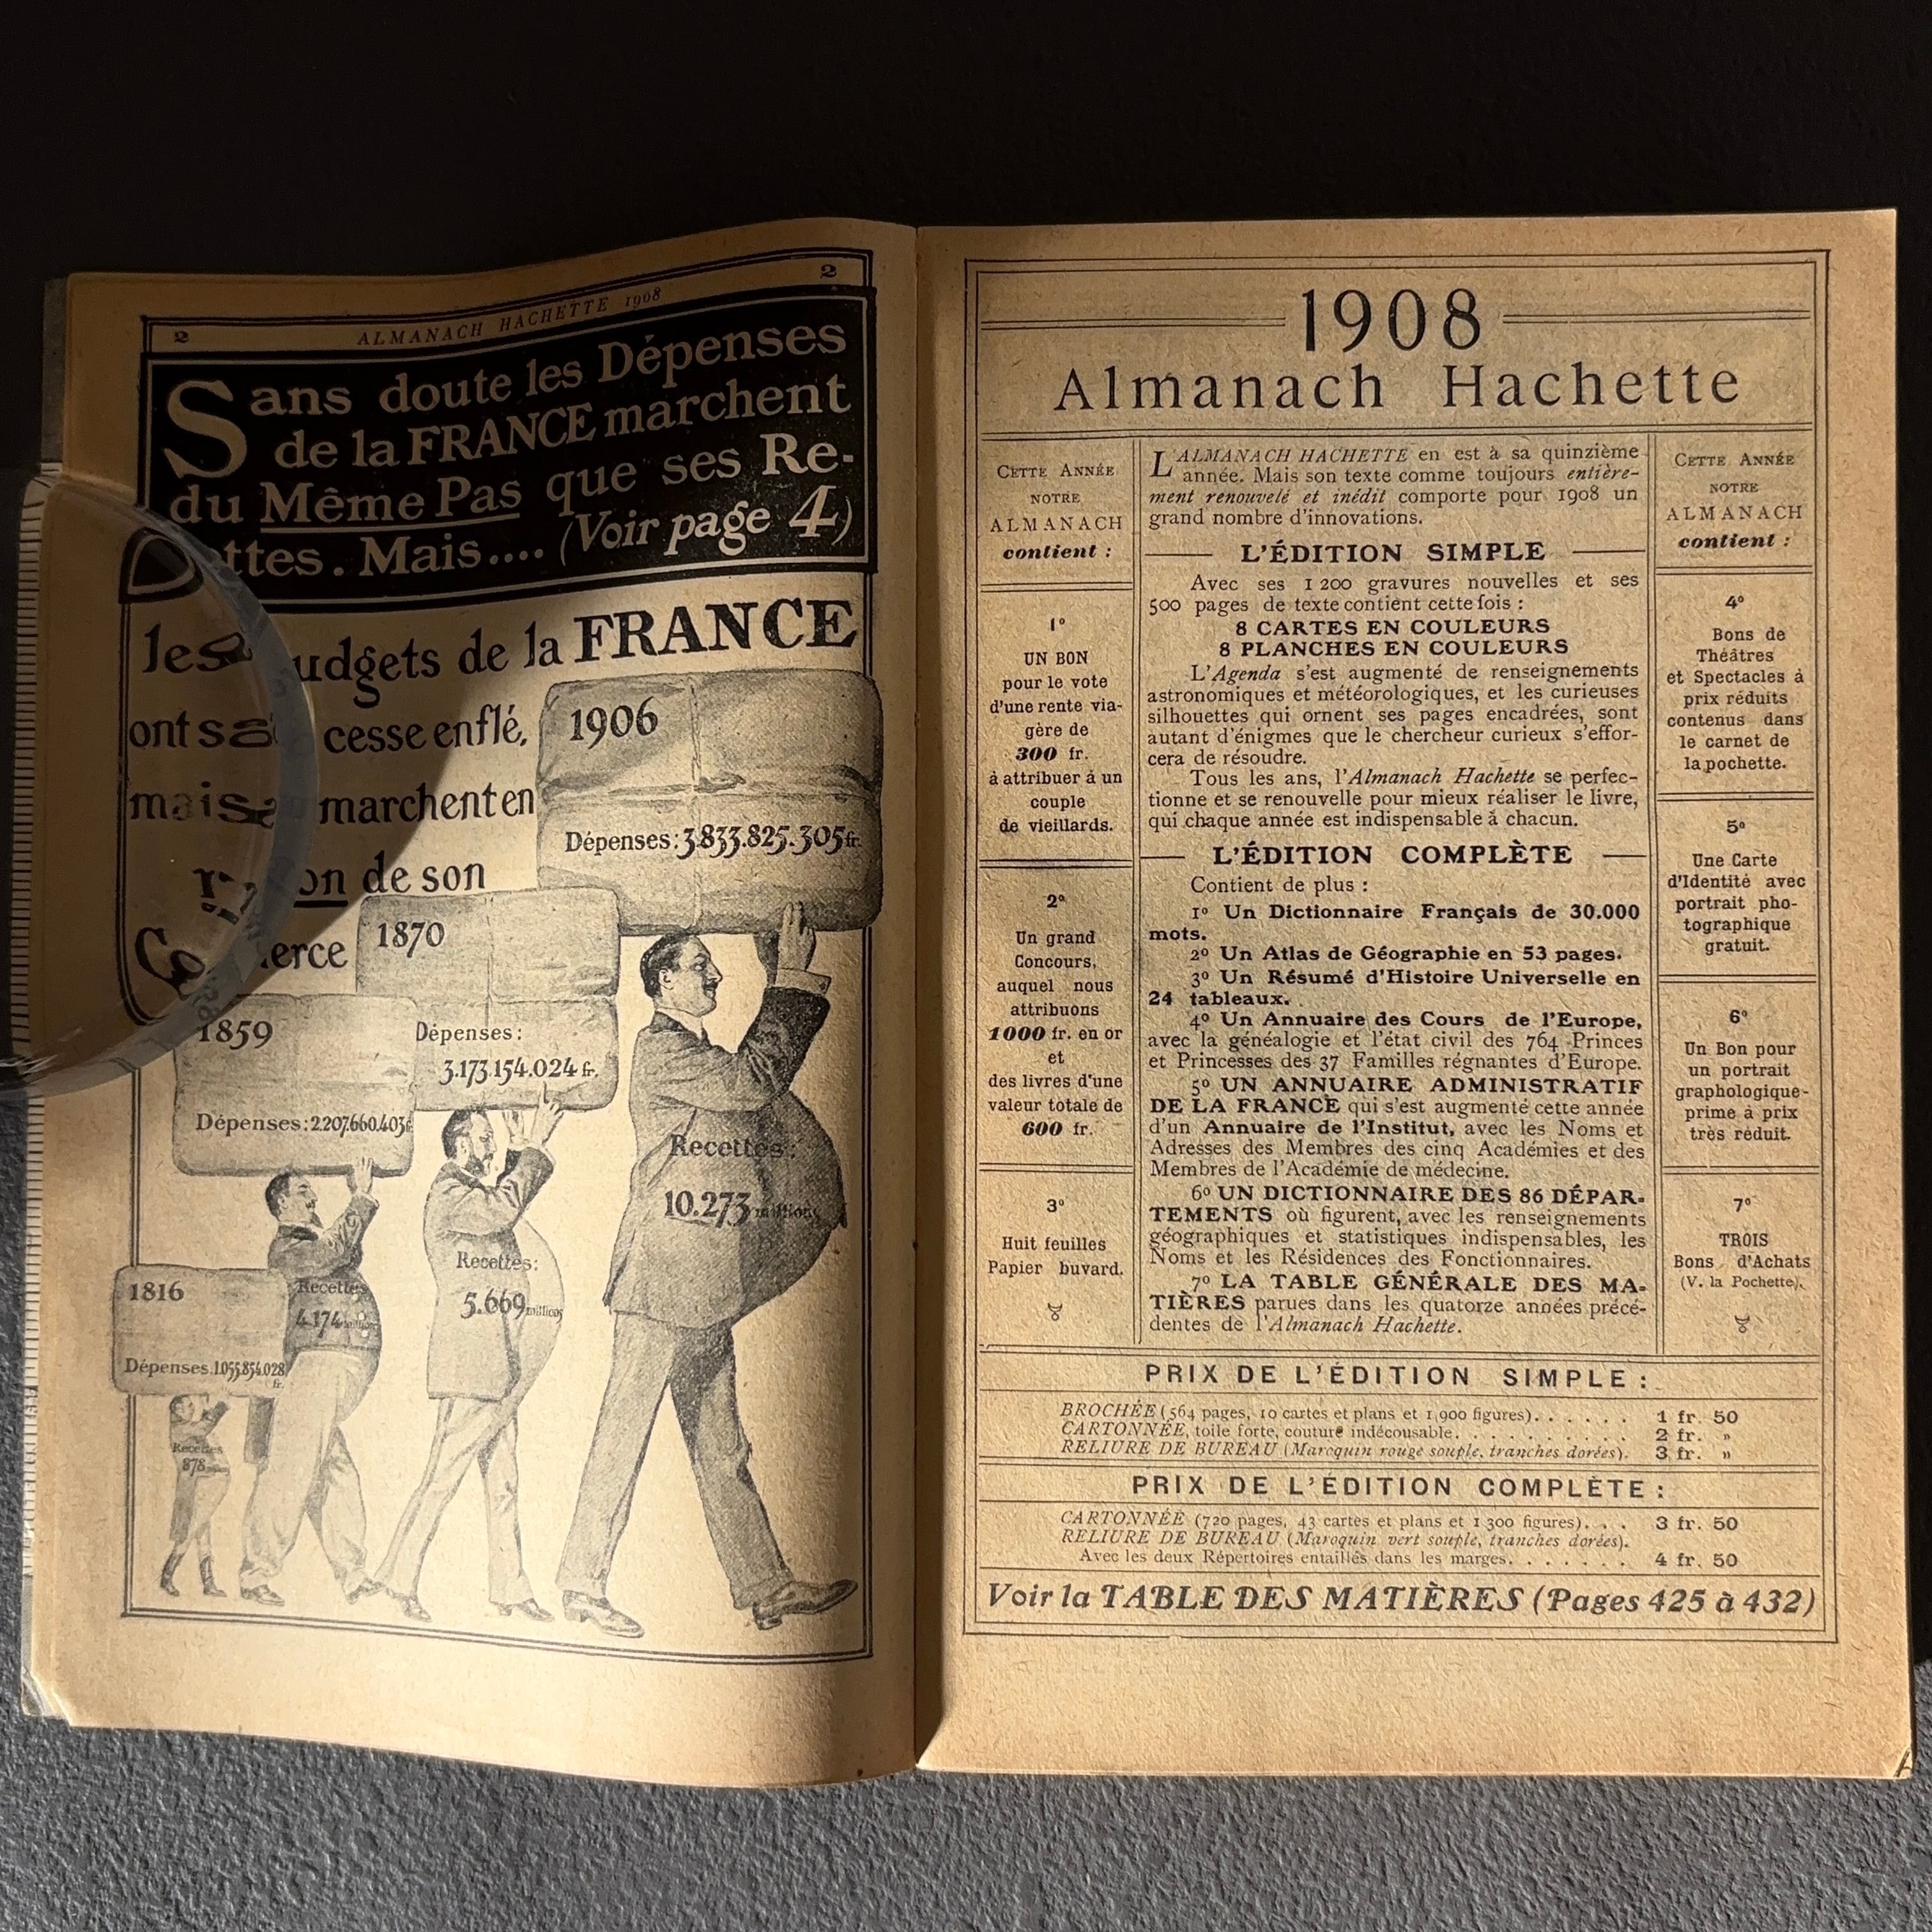 2
ALMANACH HACHETTE 1908
2
Sans doute les Dépenses
de la FRANCE marchent
du Même Pas que ses Re-
ettes. Mais.... (Voir page 4)
les udgets de la FRANCE
ont cesse enflé,
mais marchent en
on de son
erce
1906
Dépenses: 3.833.825.305 fr.
1870
Dépenses:
3.173.154.024 fr.
1859
Dépenses: 2.207.660.403 f.
Recettes:
10.273 millions
Recettes:
5.669 millions
Recettes
4.174 millions
1816
Dépenses. 1.055.854.028
fr.
Recettes
878
1908
Almanach Hachette
CETTE ANNÉE
NOTRE
ALMANACH
contient :
1º
UN BON
pour le vote
d'une rente via-
gère de
300 fr.
à attribuer à un
couple
de vieillards.
2º
Un grand
Concours,
auquel nous
attribuons
1000 fr. en or
et
des livres d'une
valeur totale de
600 fr.
3º
Huit feuilles
Papier buvard.
L'ALMANACH HACHETTE en est à sa quinzième
année. Mais son texte comme toujours entière-
ment renouvelé et inédit comporte pour 1908 un
grand nombre d'innovations.
L'ÉDITION SIMPLE
Avec ses 1 200 gravures nouvelles et ses
500 pages de texte contient cette fois :
8 CARTES EN COULEURS
8 PLANCHES EN COULEURS
L'Agenda s'est augmenté de renseignements
astronomiques et météorologiques, et les curieuses
silhouettes qui ornent ses pages encadrées, sont
autant d'énigmes que le chercheur curieux s'effor-
cera de résoudre.
Tous les ans, l'Almanach Hachette se perfec-
tionne et se renouvelle pour mieux réaliser le livre,
qui chaque année est indispensable à chacun.
L'ÉDITION COMPLÈTE
Contient de plus :
1º Un Dictionnaire Français de 30.000
mots.
2º Un Atlas de Géographie en 53 pages.
3º Un Résumé d'Histoire Universelle en
24 tableaux.
4º Un Annuaire des Cours de l'Europe,
avec la généalogie et l'état civil des 764 Princes
et Princesses des 37 Familles régnantes d'Europe.
5º UN ANNUAIRE ADMINISTRATIF
DE LA FRANCE qui s'est augmenté cette année
d'un Annuaire de l'Institut, avec les Noms et
Adresses des Membres des cinq Académies et des
Membres de l'Académie de médecine.
6º UN DICTIONNAIRE DES 86 DÉPAR-
TEMENTS où figurent, avec les renseignements
géographiques et statistiques indispensables, les
Noms et les Résidences des Fonctionnaires.
7º LA TABLE GÉNÉRALE DES MA-
TIÈRES parues dans les quatorze années précé-
dentes de l'Almanach Hachette.
CETTE ANNÉE
NOTRE
ALMANACH
contient :
4º
Bons de
Théâtres
et Spectacles à
prix réduits
contenus dans
le carnet de
la pochette.
5º
Une Carte
d'Identité avec
portrait pho-
tographique
gratuit.
6º
Un Bon pour
un portrait
graphologique-
prime à prix
très réduit.
7º
TROIS
Bons d'Achats
(V. la Pochette).
PRIX DE L'ÉDITION SIMPLE :
BROCHÉE (564 pages, 10 cartes et plans et 1 900 figures). . . . . . 1 fr. 50
CARTONNÉE, toile forte, couture indécousable. . . . . . . . . . 2 fr. »
RELIURE DE BUREAU (Maroquin rouge souple, tranches dorées). 3 fr. »
PRIX DE L'ÉDITION COMPLÈTE :
CARTONNÉE (720 pages, 43 cartes et plans et 1 300 figures). . . 3 fr. 50
RELIURE DE BUREAU (Maroquin vert souple, tranches dorées).
Avec les deux Répertoires entaillés dans les marges. . . . . . . 4 fr. 50
Voir la TABLE DES MATIÈRES (Pages 425 à 432)